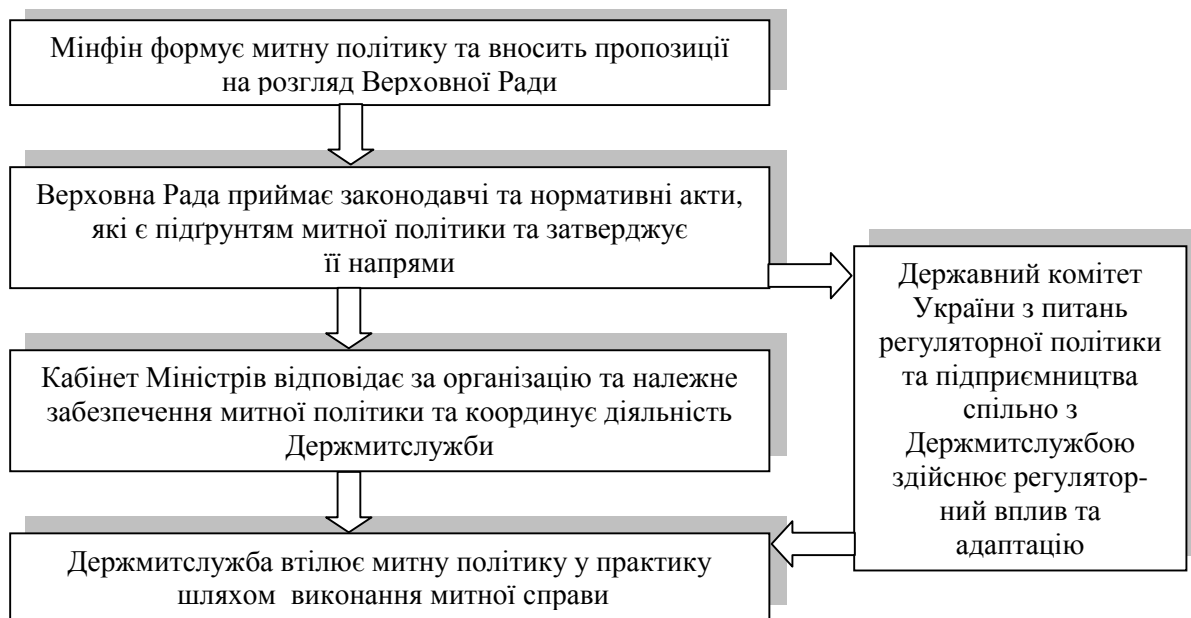 Мінфін формує митну політику та вносить пропозиції
на розгляд Верховної Ради
Верховна Рада приймає законодавчі та нормативні акти,
які є підґрунтям митної політики та затверджує
її напрями
Кабінет Міністрів відповідає за організацію та належне
забезпечення митної політики та координує діяльність
Держмитслужби
Держмитслужба втілює митну політику у практику
шляхом виконання митної справи
Державний комітет
України з питань
регуляторної політики
та підприємництва
спільно з
Держмитслужбою
здійснює регулятор-
ний вплив та
адаптацію